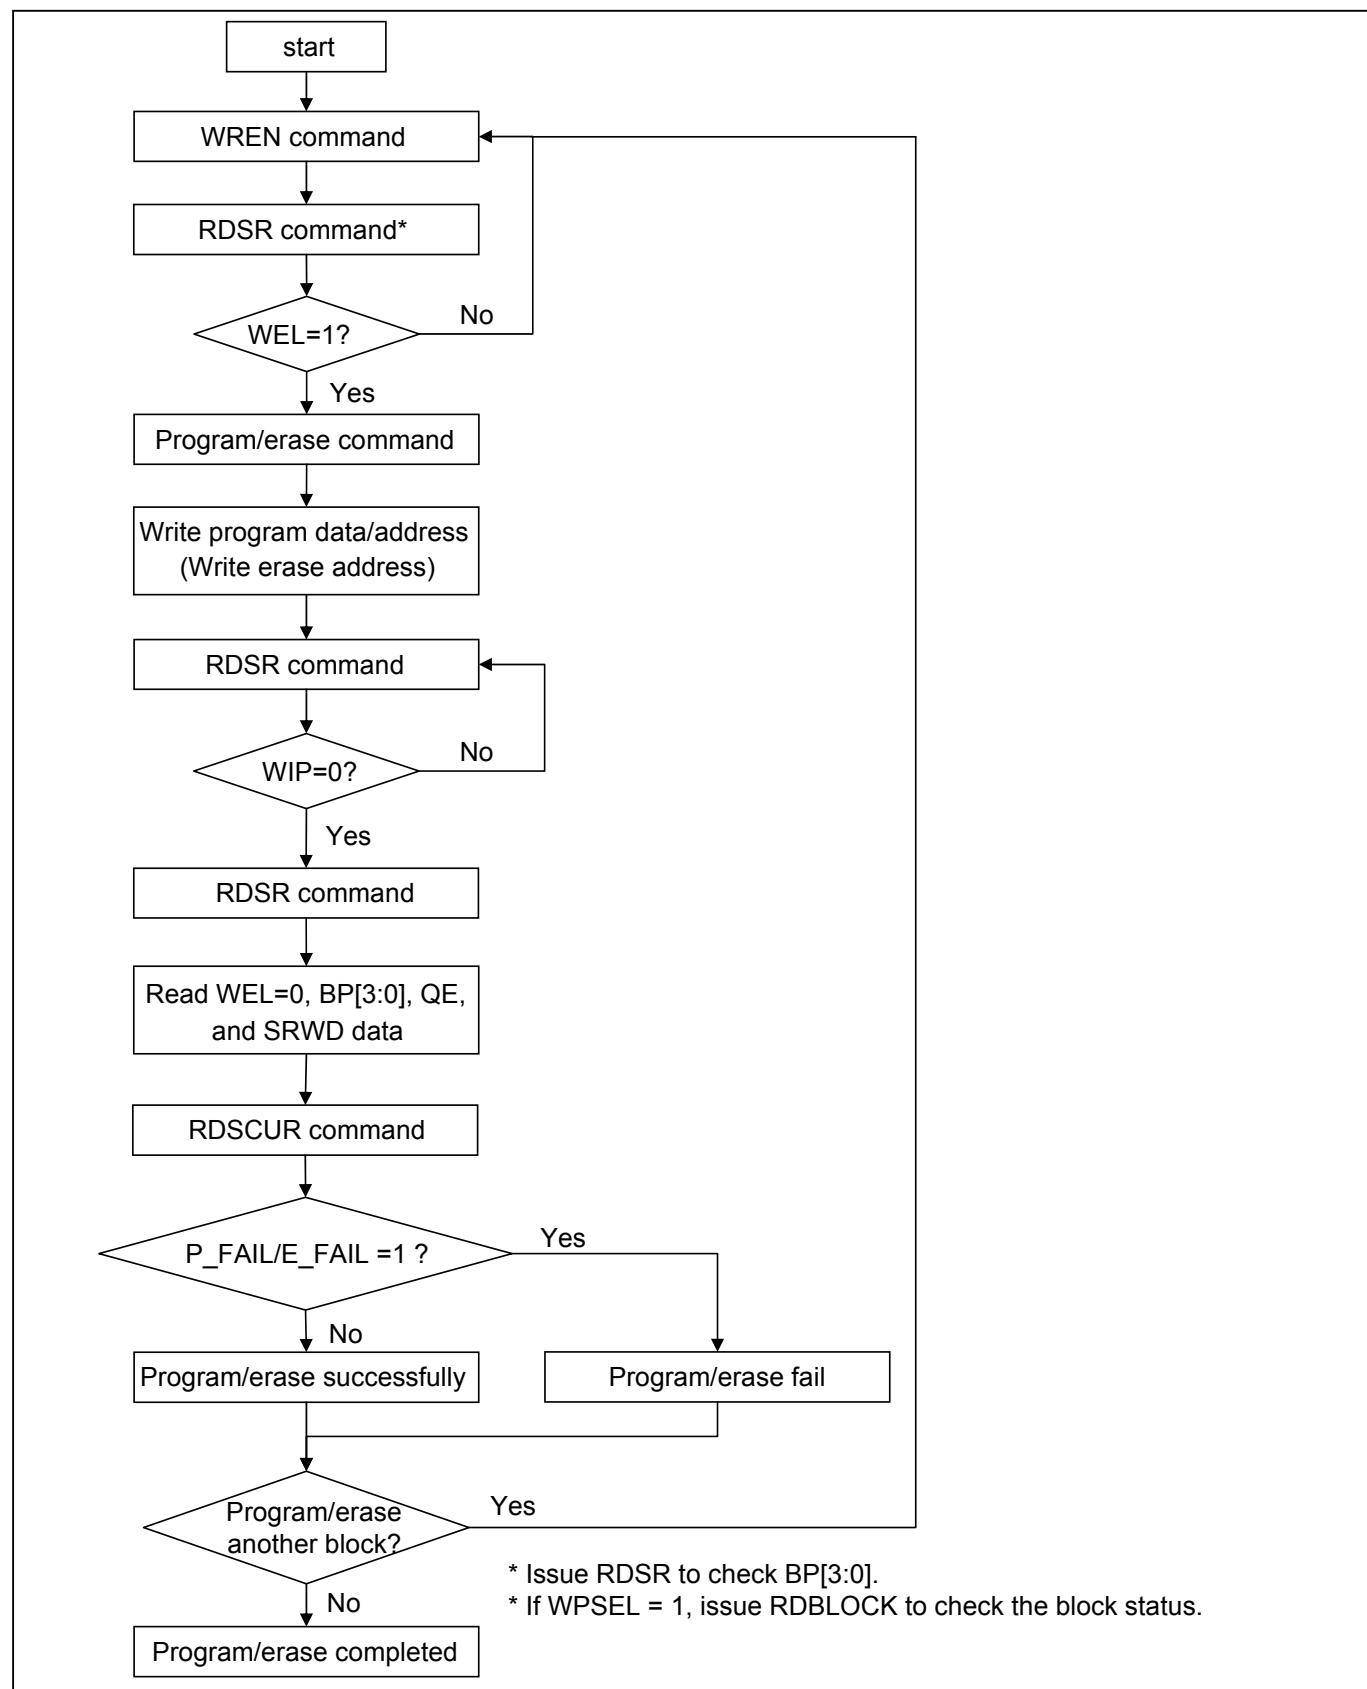 start
WREN command
RDSR command*
WEL=1?
No
Yes
Program/erase command
Write program data/address
(Write erase address)
RDSR command
WIP=0?
No
Yes
RDSR command
Read WEL=0, BP[3:0], QE,
and SRWD data
RDSCUR command
P_FAIL/E_FAIL =1 ?
Yes
No
Program/erase successfully
Program/erase fail
Program/erase
another block?
Yes
No
* Issue RDSR to check BP[3:0].
* If WPSEL = 1, issue RDBLOCK to check the block status.
Program/erase completed